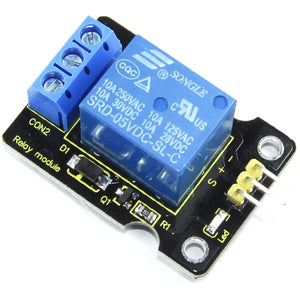 SONGLE
CQC
US
10A 250VAC 10A 125VAC
10A 30VDC 10A 28VDC
SRD-05VDC-SL-C
CON2
D1
Q1
R1
S
+
Relay module